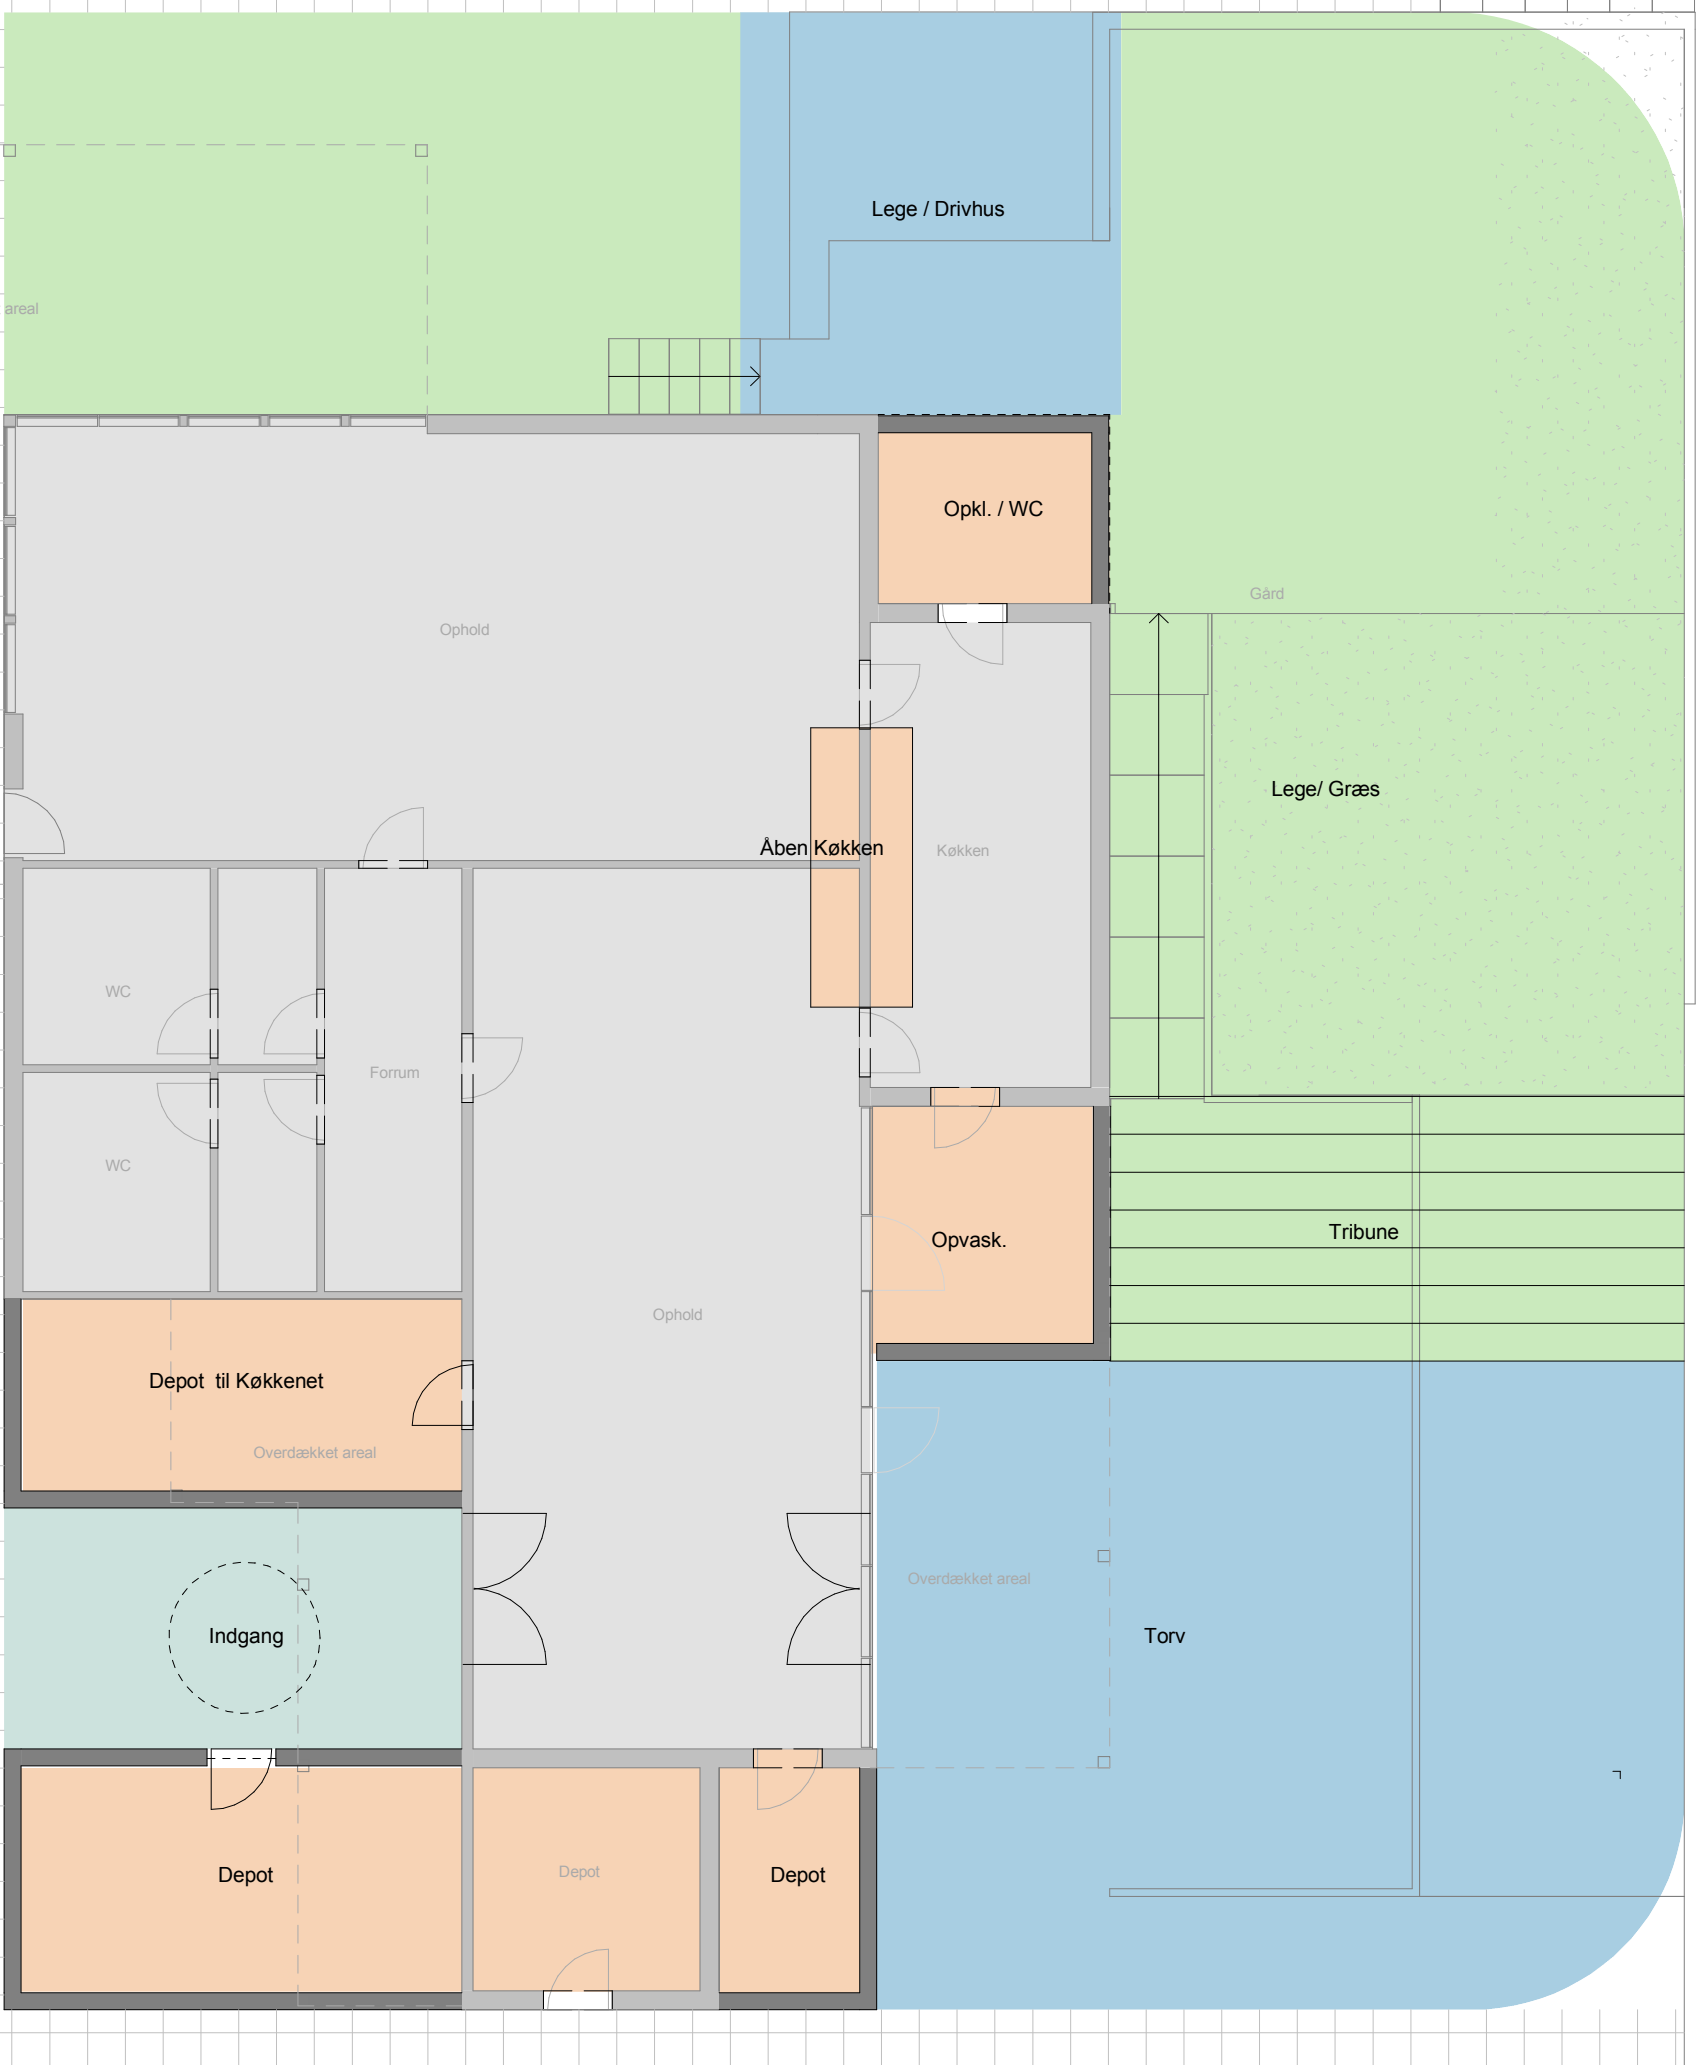 Lege / Drivhus
areal
Opkl. / WC
Gård
Ophold
Lege/ Græs
Åben Køkken
Køkken
WC
Forrum
WC
Tribune
Opvask.
Ophold
Depot til Køkkenet
Overdækket areal
Overdækket areal
Indgang
Torv
Depot
Depot
Depot